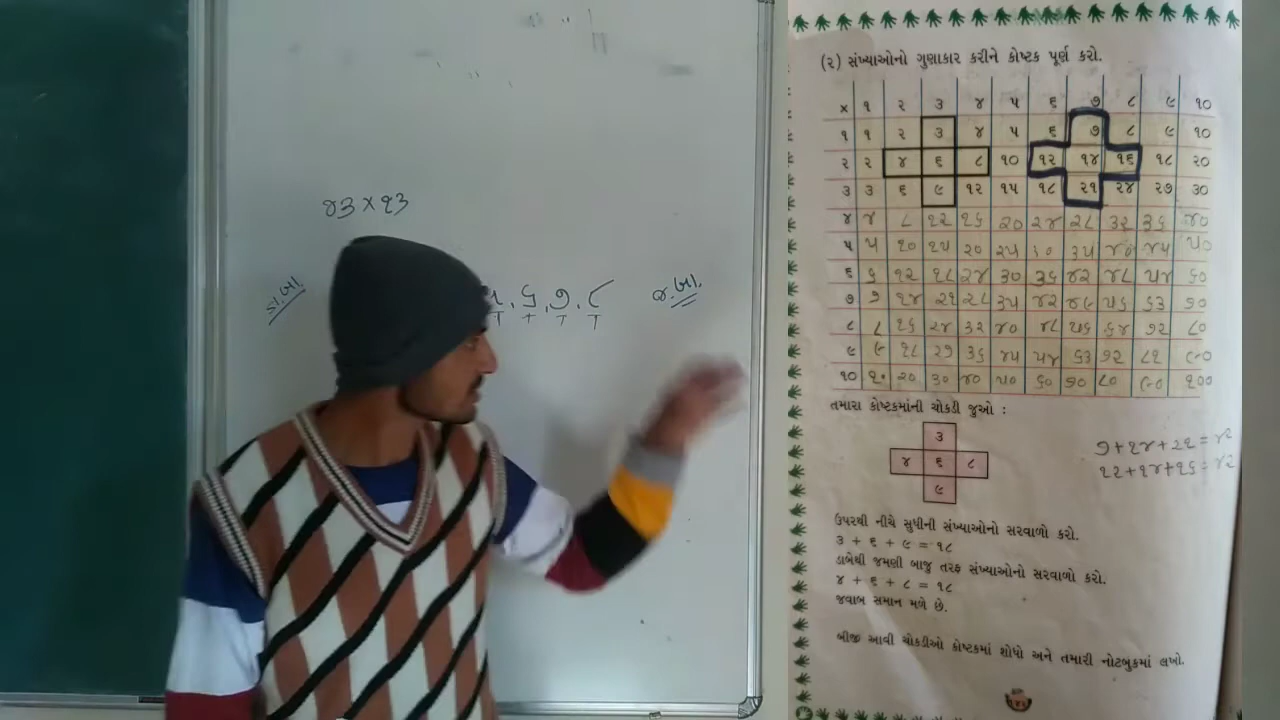 ૪૩ × ૧૩
ડા.બા.
૫, ૬, ૭, ૮
જ.બા.
(૨) સંખ્યાઓનો ગુણાકાર કરીને કોષ્ટક પૂર્ણ કરો.
× ૧ ૨ ૩ ૪ ૫ ૬ ૭ ૮ ૯ ૧૦
૧ ૧ ૨ ૩ ૪ ૫ ૬ ૭ ૮ ૯ ૧૦
૨ ૨ ૪ ૬ ૮ ૧૦ ૧૨ ૧૪ ૧૬ ૧૮ ૨૦
૩ ૩ ૬ ૯ ૧૨ ૧૫ ૧૮ ૨૧ ૨૪ ૨૭ ૩૦
૪ ૪ ૮ ૧૨ ૧૬ ૨૦ ૨૪ ૨૮ ૩૨ ૩૬ ૪૦
૫ ૫ ૧૦ ૧૫ ૨૦ ૨૫ ૩૦ ૩૫ ૪૦ ૪૫ ૫૦
૬ ૬ ૧૨ ૧૮ ૨૪ ૩૦ ૩૬ ૪૨ ૪૮ ૫૪ ૬૦
૭ ૭ ૧૪ ૨૧ ૨૮ ૩૫ ૪૨ ૪૯ ૫૬ ૬૩ ૭૦
૮ ૮ ૧૬ ૨૪ ૩૨ ૪૦ ૪૮ ૫૬ ૬૪ ૭૨ ૮૦
૯ ૯ ૧૮ ૨૭ ૩૬ ૪૫ ૫૪ ૬૩ ૭૨ ૮૧ ૯૦
૧૦ ૧૦ ૨૦ ૩૦ ૪૦ ૫૦ ૬૦ ૭૦ ૮૦ ૯૦ ૧૦૦
તમારા કોષ્ટકમાંની ચોકડી જુઓ :
૩
૪ ૬ ૮
૯
૭+૧૪+૨૧=૪૨
૧૨+૧૪+૧૬=૪૨
ઉપરથી નીચે સુધીની સંખ્યાઓનો સરવાળો કરો.
૩ + ૬ + ૯ = ૧૮
ડાબેથી જમણી બાજુ તરફ સંખ્યાઓનો સરવાળો કરો.
૪ + ૬ + ૮ = ૧૮
જવાબ સમાન મળે છે.
બીજી આવી ચોકડીઓ કોષ્ટકમાં શોધો અને તમારી નોટબુકમાં લખો.